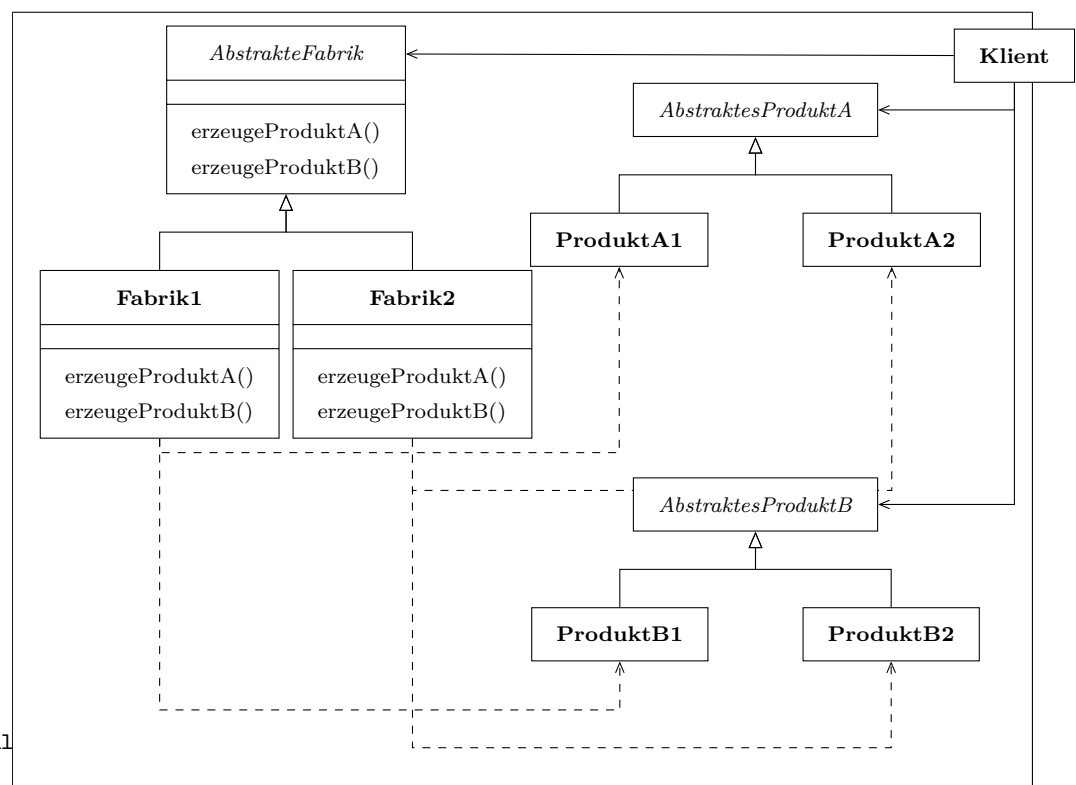 AbstrakteFabrik
Klient
AbstraktesProduktA
erzeugeProduktA()
erzeugeProduktB()
ProduktA1
ProduktA2
Fabrik1
Fabrik2
erzeugeProduktA()
erzeugeProduktB()
erzeugeProduktA()
erzeugeProduktB()
AbstraktesProduktB
ProduktB1
ProduktB2